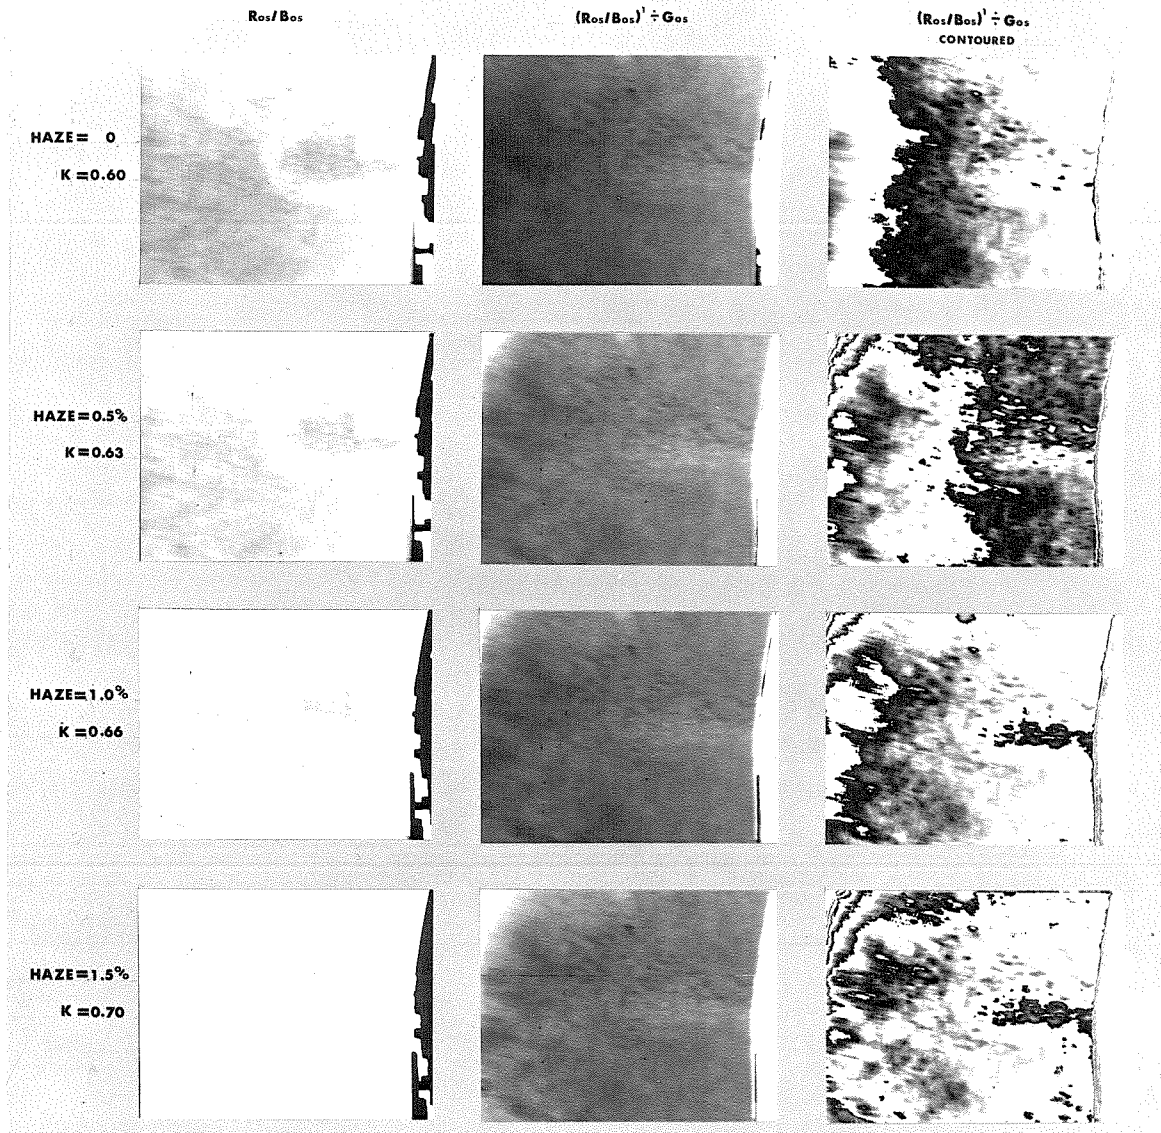 Ros/Bos
(Ros/Bos)' ÷ Gos
(Ros/Bos)' ÷ Gos
CONTOURED
HAZE = 0
K = 0.60
HAZE = 0.5%
K = 0.63
HAZE = 1.0%
K = 0.66
HAZE = 1.5%
K = 0.70